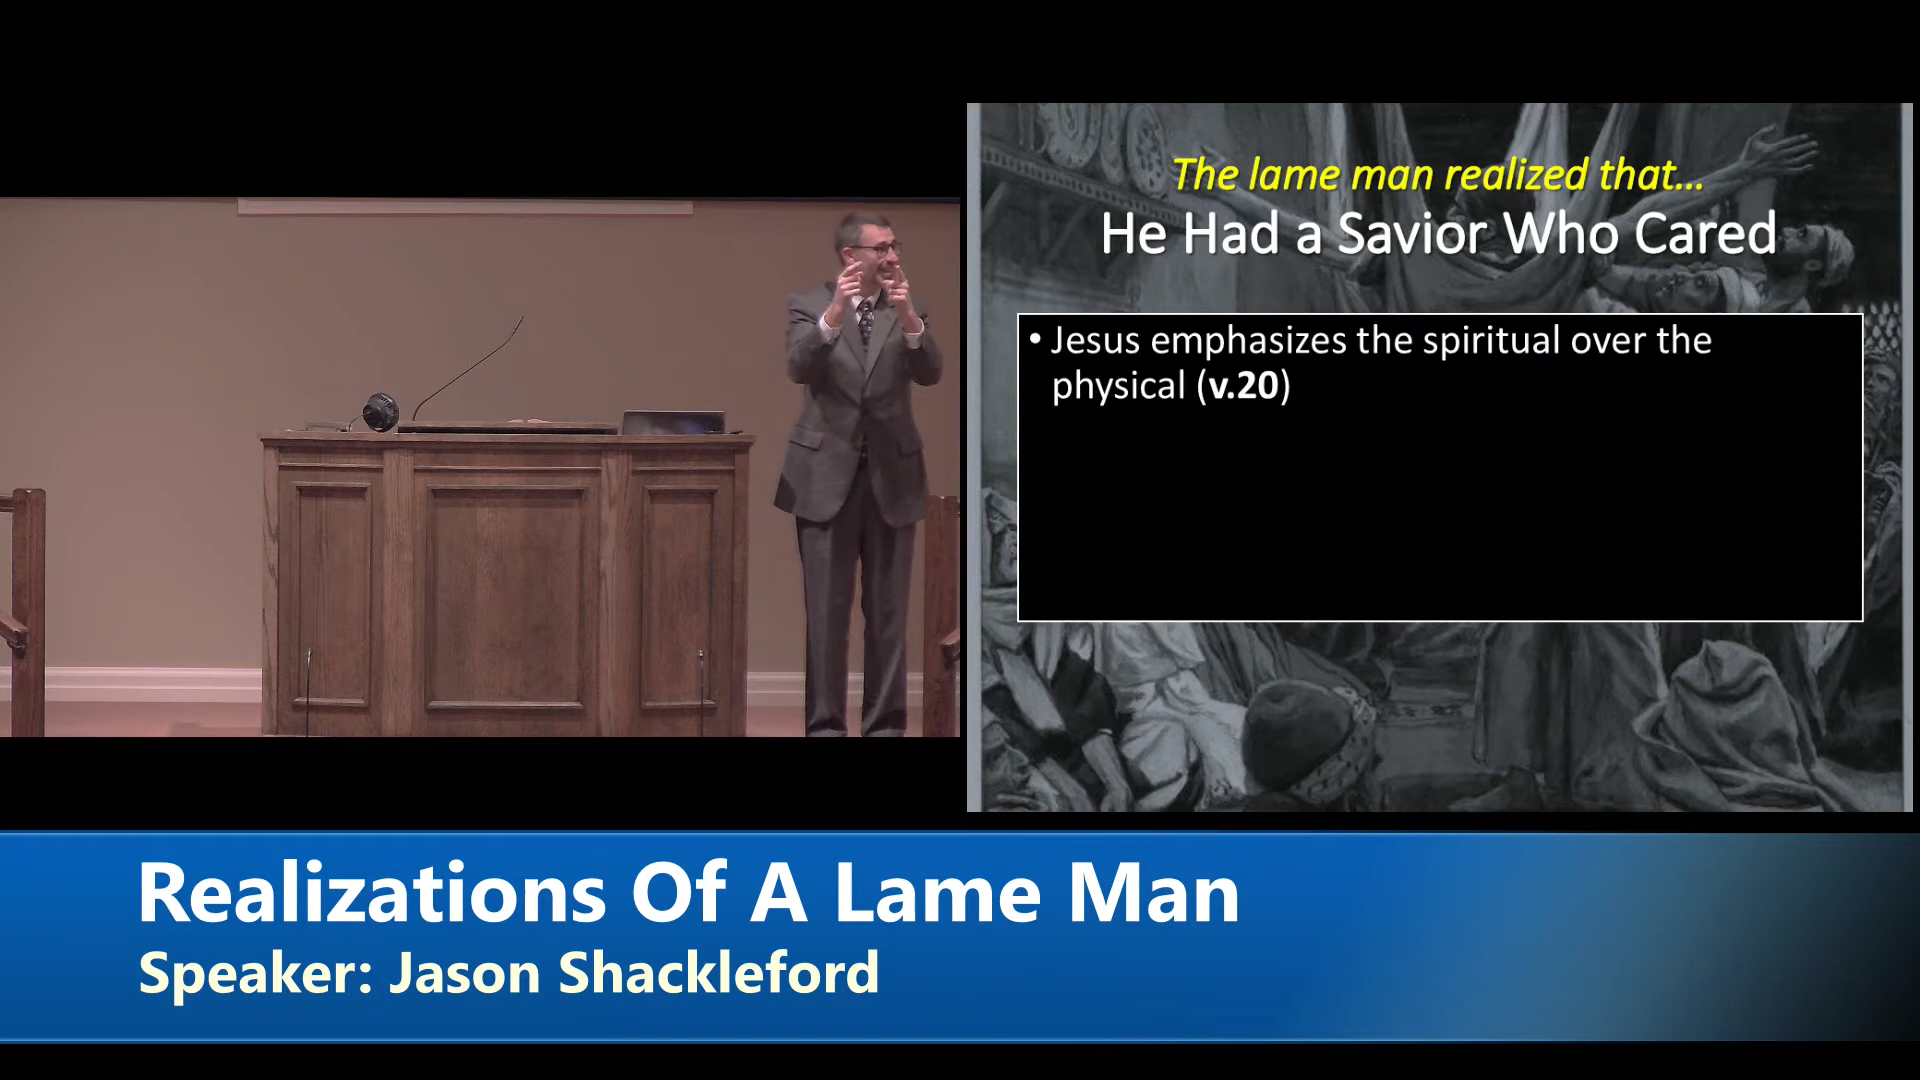 The lame man realized that...
He Had a Savior Who Cared
• Jesus emphasizes the spiritual over the
physical (v.20)
Realizations Of A Lame Man
Speaker: Jason Shackleford